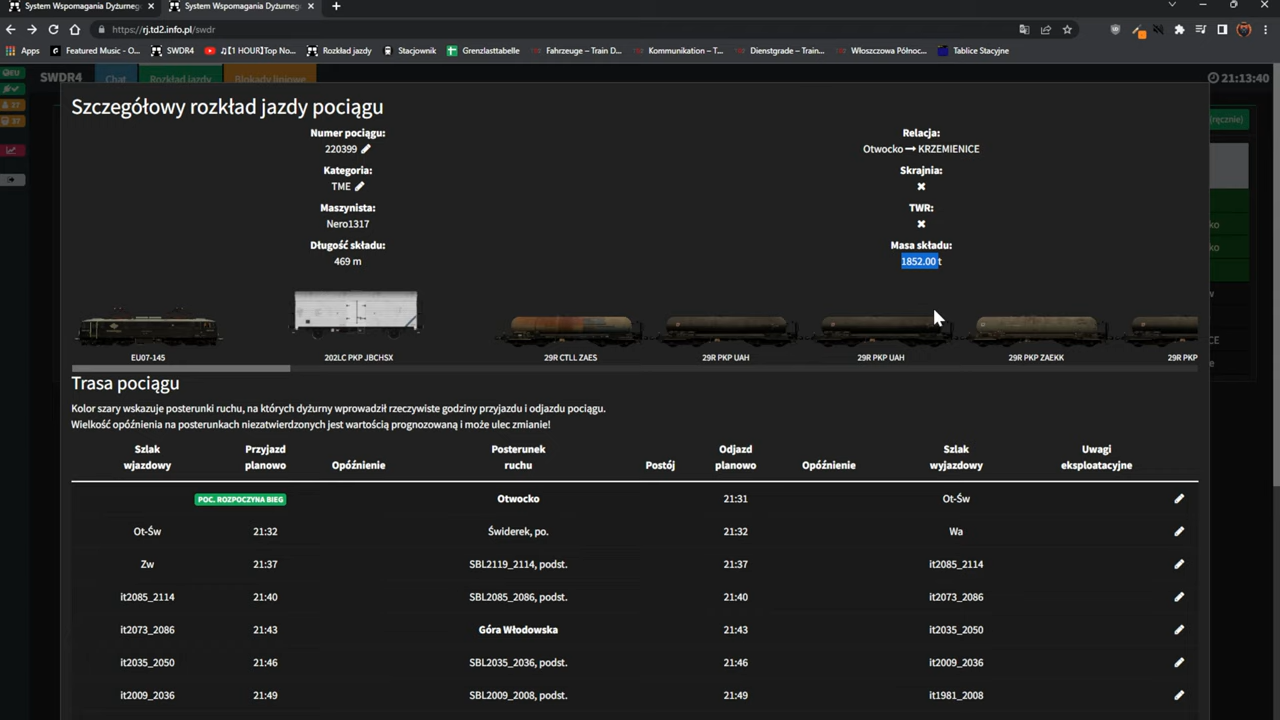 System Wspomagania Dyżurneg
System Wspomagania Dyżurneg
https://rj.td2.info.pl/swdr
Apps
Featured Music - O...
SWDR4
♫[1 HOUR]Top No...
Rozkład jazdy
Stacjownik
Grenzlasttabelle
Fahrzeuge – Train D...
Kommunikation – T...
Dienstgrade – Train...
Włoszczowa Północ...
Tablice Stacyjne
EU
27
37
SWDR4
Chat
Rozkład jazdy
Blokady liniowe
21:13:40
(ręcznie)
Szczegółowy rozkład jazdy pociągu
Numer pociągu:
220399
Kategoria:
TME
Maszynista:
Nero1317
Długość składu:
469 m
Relacja:
Otwocko → KRZEMIENICE
Skrajnia:
✖
TWR:
✖
Masa składu:
1852.00 t
EU07-145
202LC PKP JBCHSX
29R CTLL ZAES
29R PKP UAH
29R PKP UAH
29R PKP ZAEKK
29R PKP
Trasa pociągu
Kolor szary wskazuje posterunki ruchu, na których dyżurny wprowadził rzeczywiste godziny przyjazdu i odjazdu pociągu.
Wielkość opóźnienia na posterunkach niezatwierdzonych jest wartością prognozowaną i może ulec zmianie!
Szlak wjazdowy Przyjazd planowo Opóźnienie Posterunek ruchu Postój Odjazd planowo Opóźnienie Szlak wyjazdowy Uwagi eksploatacyjne
POC. ROZPOCZYNA BIEG Otwocko 21:31 Ot-Św
Ot-Św 21:32 Świderek, po. 21:32 Wa
Zw 21:37 SBL2119_2114, podst. 21:37 it2085_2114
it2085_2114 21:40 SBL2085_2086, podst. 21:40 it2073_2086
it2073_2086 21:43 Góra Włodowska 21:43 it2035_2050
it2035_2050 21:46 SBL2035_2036, podst. 21:46 it2009_2036
it2009_2036 21:49 SBL2009_2008, podst. 21:49 it1981_2008